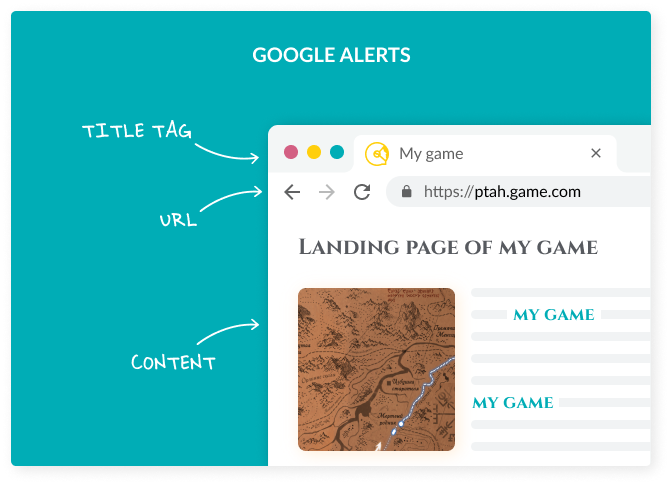 GOOGLE ALERTS
TITLE TAG
My game
URL
https://ptah.game.com
LANDING PAGE OF MY GAME
MY GAME
CONTENT
MY GAME